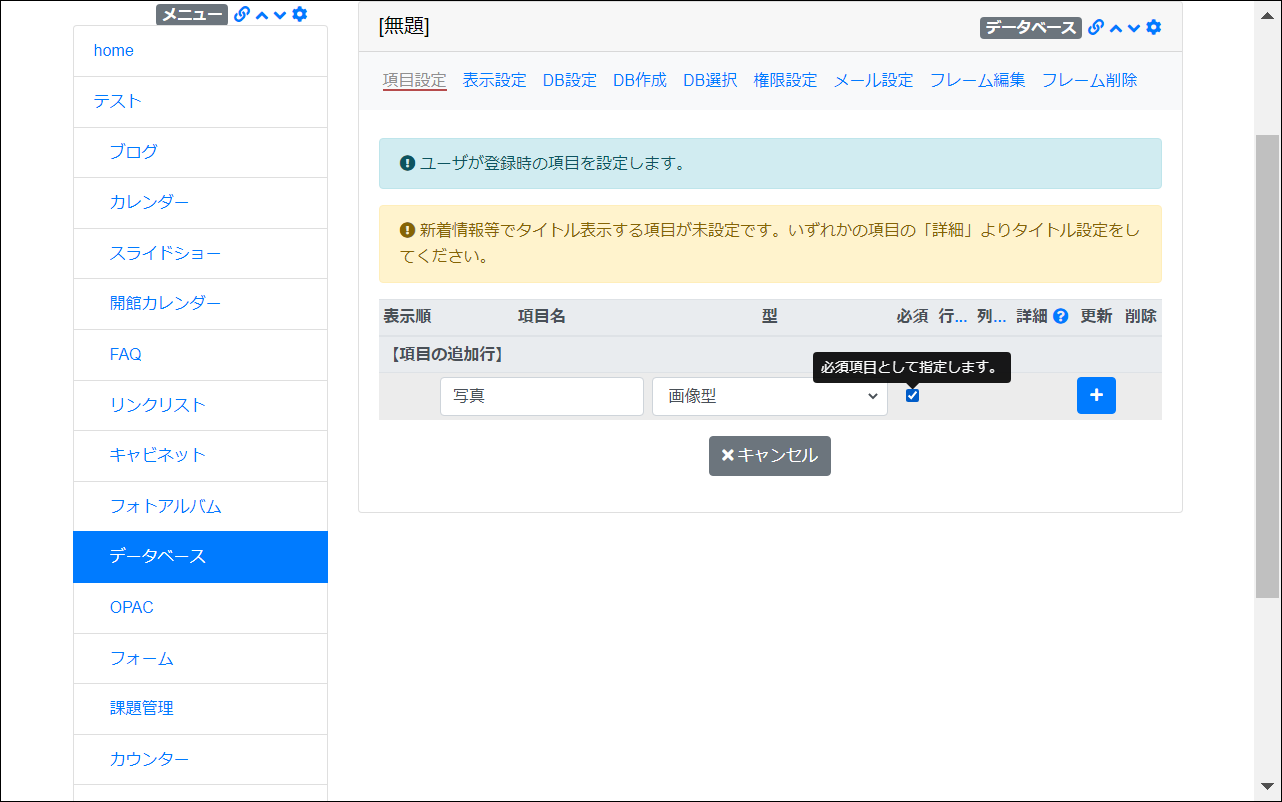 メニュー
home
テスト
ブログ
カレンダー
スライドショー
開館カレンダー
FAQ
リンクリスト
キャビネット
フォトアルバム
データベース
OPAC
フォーム
課題管理
カウンター
[無題]
データベース
項目設定 表示設定 DB設定 DB作成 DB選択 権限設定 メール設定 フレーム編集 フレーム削除
ユーザが登録時の項目を設定します。
新着情報等でタイトル表示する項目が未設定です。いずれかの項目の「詳細」よりタイトル設定をし
てください。
表示順 項目名 型 必須 行... 列... 詳細 更新 削除
【項目の追加行】
必須項目として指定します。
写真 画像型
キャンセル